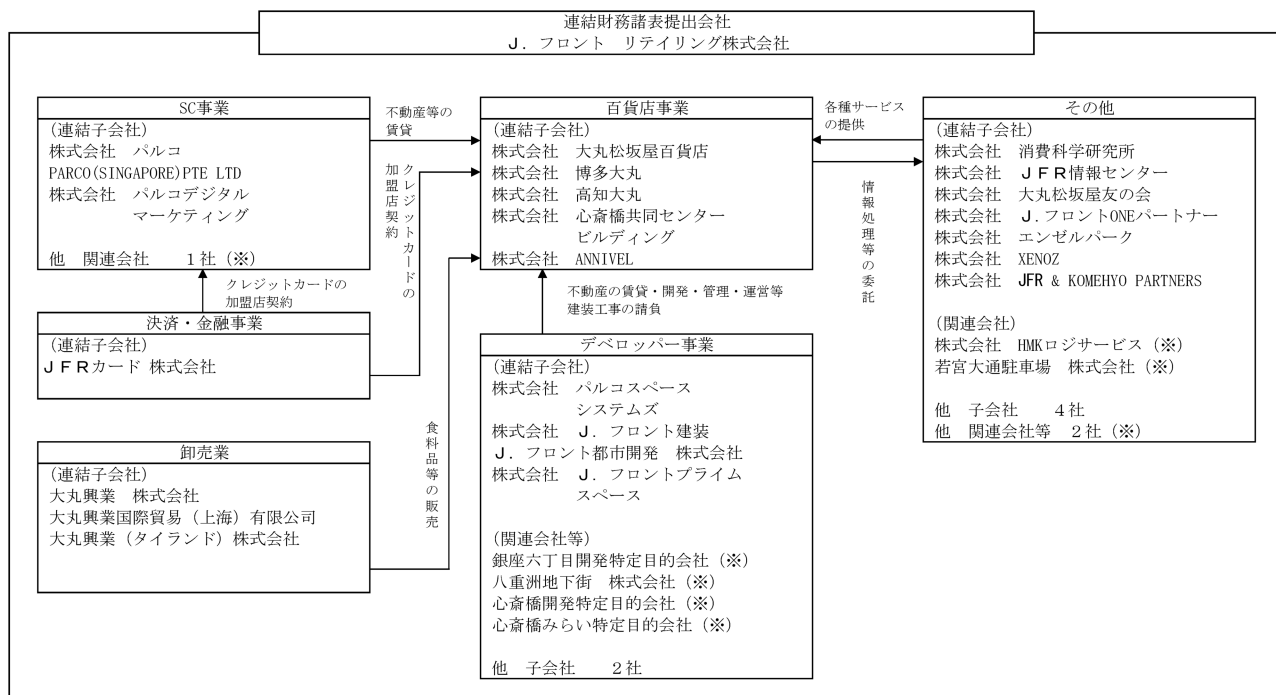 連結財務諸表提出会社
Ｊ．フロント　リテイリング株式会社
SC事業
(連結子会社)
株式会社　パルコ
PARCO(SINGAPORE)PTE LTD
株式会社　パルコデジタル
マーケティング
他　関連会社　　１社（※）
クレジットカードの
加盟店契約
決済・金融事業
(連結子会社)
ＪＦＲカード 株式会社
卸売業
(連結子会社)
大丸興業　株式会社
大丸興業国際貿易（上海）有限公司
大丸興業（タイランド）株式会社
不動産等の
賃貸
クレジットカードの
加盟店契約
食料品等の販売
百貨店事業
(連結子会社)
株式会社　大丸松坂屋百貨店
株式会社　博多大丸
株式会社　高知大丸
株式会社　心斎橋共同センター
ビルディング
株式会社　ANNIVEL
不動産の賃貸・開発・管理・運営等
建装工事の請負
デベロッパー事業
(連結子会社)
株式会社　パルコスペース
システムズ
株式会社　Ｊ．フロント建装
Ｊ．フロント都市開発　株式会社
株式会社　Ｊ．フロントプライム
スペース
(関連会社等)
銀座六丁目開発特定目的会社（※）
八重洲地下街　株式会社（※）
心斎橋開発特定目的会社（※）
心斎橋みらい特定目的会社（※）
他　子会社　　２社
各種サービス
の提供
情報処理等の委託
その他
(連結子会社)
株式会社　消費科学研究所
株式会社　ＪＦＲ情報センター
株式会社　大丸松坂屋友の会
株式会社　Ｊ.フロントONEパートナー
株式会社　エンゼルパーク
株式会社　XENOZ
株式会社　JFR & KOMEHYO PARTNERS
(関連会社)
株式会社　HMKロジサービス（※）
若宮大通駐車場　株式会社（※）
他　子会社　　４社
他　関連会社等　２社（※）